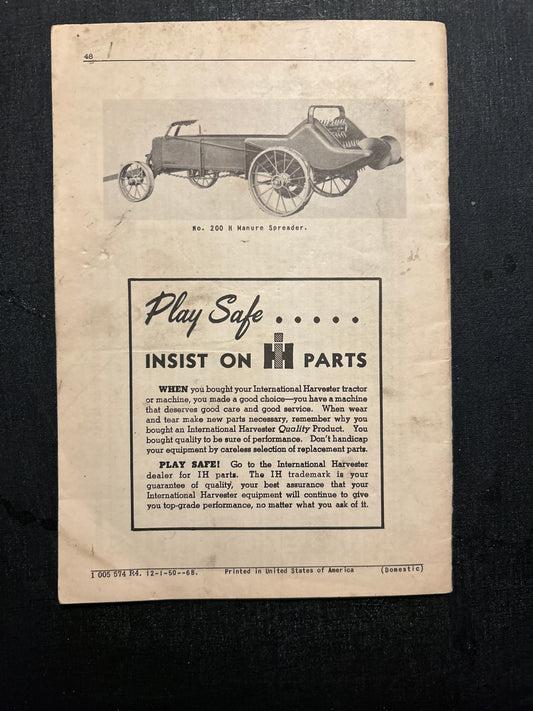 48
No. 200 H Manure Spreader.
Play Safe . . . . .
INSIST ON IH PARTS
WHEN you bought your International Harvester tractor
or machine, you made a good choice—you have a machine
that deserves good care and good service. When wear
and tear make new parts necessary, remember why you
bought an International Harvester Quality Product. You
bought quality to be sure of performance. Don't handicap
your equipment by careless selection of replacement parts.
PLAY SAFE! Go to the International Harvester
dealer for IH parts. The IH trademark is your
guarantee of quality, your best assurance that your
International Harvester equipment will continue to give
you top-grade performance, no matter what you ask of it.
1 005 574 R4. 12-1-50--68. Printed in United States of America (Domestic)